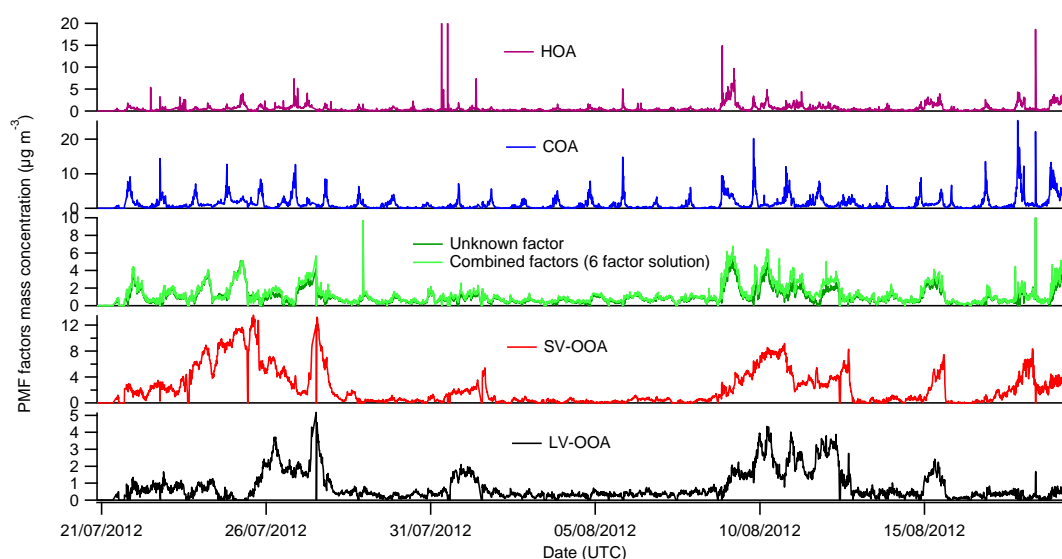 PMF factors mass concentration (µg m⁻³)
20
15
10
5
0
HOA
20
10
0
COA
10
8
6
4
2
0
Unknown factor
Combined factors (6 factor solution)
12
8
4
0
SV-OOA
5
4
3
2
1
0
LV-OOA
21/07/2012 26/07/2012 31/07/2012 05/08/2012 10/08/2012 15/08/2012
Date (UTC)